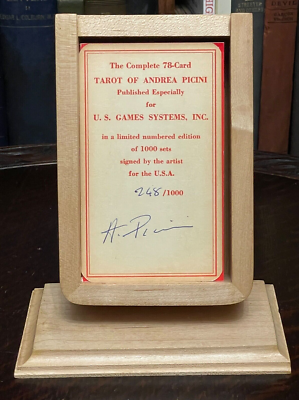 The Complete 78-Card
TAROT OF ANDREA PICINI
Published Especially
for
U. S. GAMES SYSTEMS, INC.
in a limited numbered edition
of 1000 sets
signed by the artist
for the U.S.A.
248/1000
A. Picini